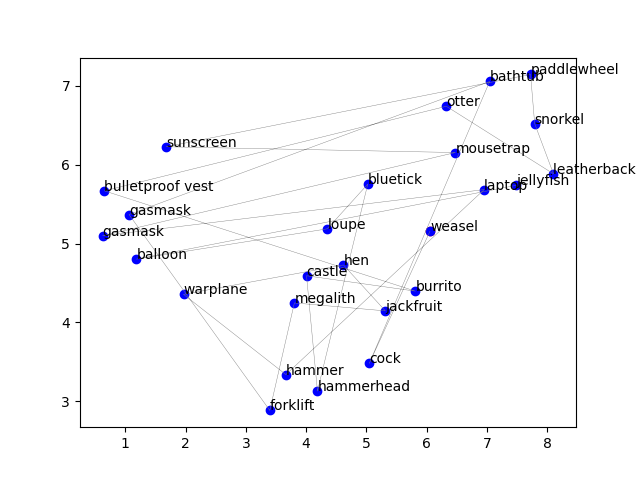 paddlewheel
bathtub
7
otter
snorkel
sunscreen
mousetrap
6
leatherback
bluetick
jellyfish
laptop
bulletproof vest
gasmask
loupe
weasel
gasmask
5
balloon
hen
castle
warplane
burrito
megalith
jackfruit
4
cock
hammer
hammerhead
forklift
3
1 2 3 4 5 6 7 8